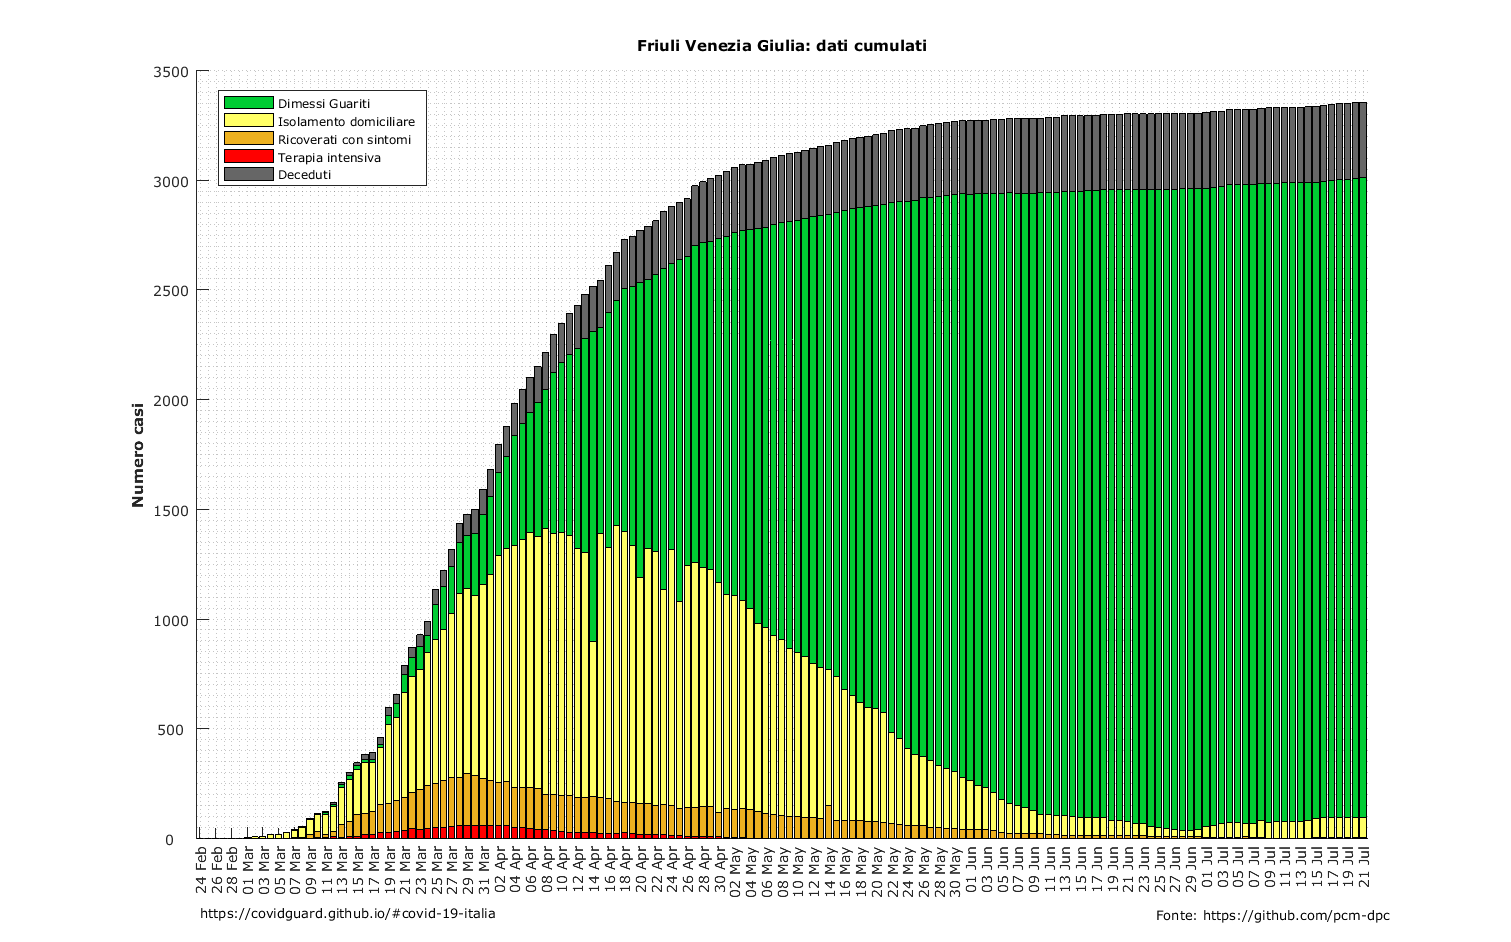 Friuli Venezia Giulia: dati cumulati
3500
3000
2500
2000
1500
1000
500
0
Numero casi
Dimessi Guariti
Isolamento domiciliare
Ricoverati con sintomi
Terapia intensiva
Deceduti
24 Feb
26 Feb
28 Feb
01 Mar
03 Mar
05 Mar
07 Mar
09 Mar
11 Mar
13 Mar
15 Mar
17 Mar
19 Mar
21 Mar
23 Mar
25 Mar
27 Mar
29 Mar
31 Mar
02 Apr
04 Apr
06 Apr
08 Apr
10 Apr
12 Apr
14 Apr
16 Apr
18 Apr
20 Apr
22 Apr
24 Apr
26 Apr
28 Apr
30 Apr
02 May
04 May
06 May
08 May
10 May
12 May
14 May
16 May
18 May
20 May
22 May
24 May
26 May
28 May
30 May
01 Jun
03 Jun
05 Jun
07 Jun
09 Jun
11 Jun
13 Jun
15 Jun
17 Jun
19 Jun
21 Jun
23 Jun
25 Jun
27 Jun
29 Jun
01 Jul
03 Jul
05 Jul
07 Jul
09 Jul
11 Jul
13 Jul
15 Jul
17 Jul
19 Jul
21 Jul
https://covidguard.github.io/#covid-19-italia
Fonte: https://github.com/pcm-dpc